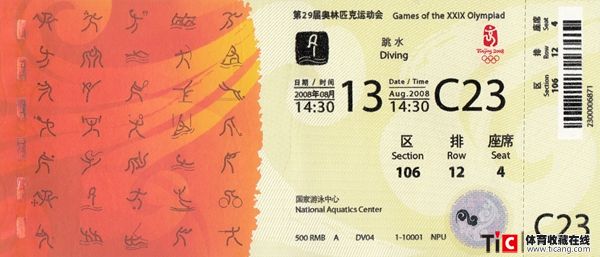 第29届奥林匹克运动会 Games of the XXIX Olympiad
跳水
Diving
Beijing 2008
日期 / 时间
2008年08月
14:30
13
Date / Time
Aug.2008
14:30
C23
区 排 座席
Section Row Seat
106 12 4
国家游泳中心
National Aquatics Center
500 RMB A DV04 1-10001 NPU
区 排 座席
Section Row Seat
106 12 4
2300006871
C23
TiC 体育收藏在线
www.ticang.com